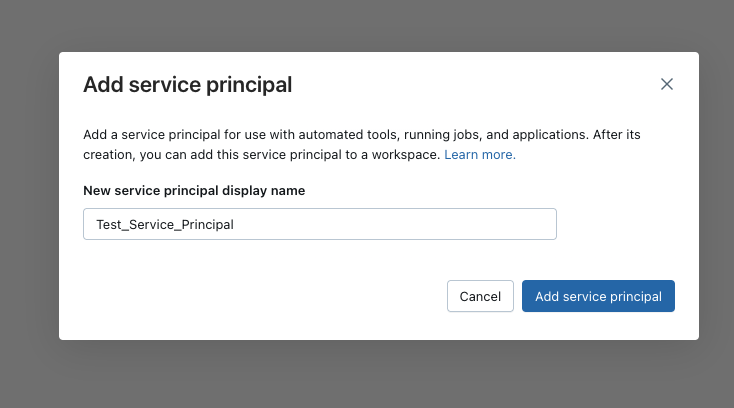 Add service principal
Add a service principal for use with automated tools, running jobs, and applications. After its
creation, you can add this service principal to a workspace. Learn more.
New service principal display name
Test_Service_Principal
Cancel
Add service principal